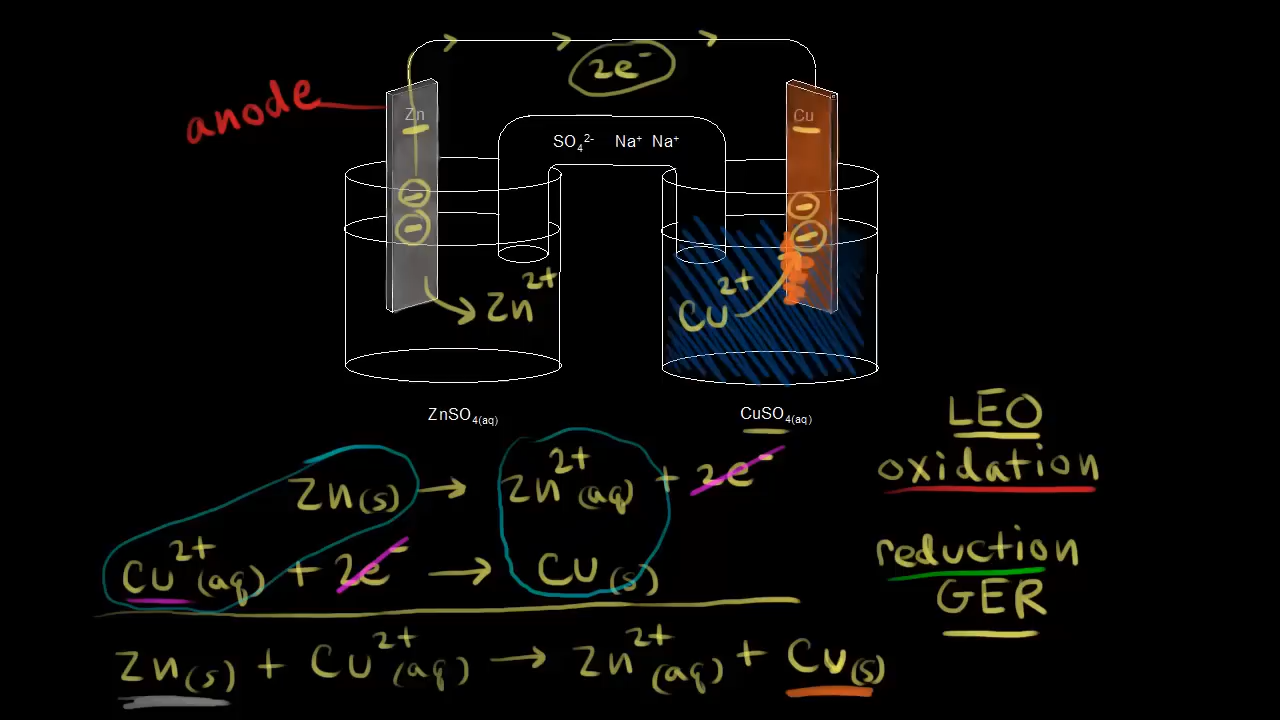 2e⁻
anode
Zn
Cu
SO₄²⁻ Na⁺ Na⁺
−
−
−
−
Zn²⁺
Cu²⁺
ZnSO₄(aq)
CuSO₄(aq)
LEO
oxidation
Zn(s) → Zn²⁺(aq) + 2e⁻
reduction
Cu²⁺(aq) + 2e⁻ → Cu(s)
GER
Zn(s) + Cu²⁺(aq) → Zn²⁺(aq) + Cu(s)